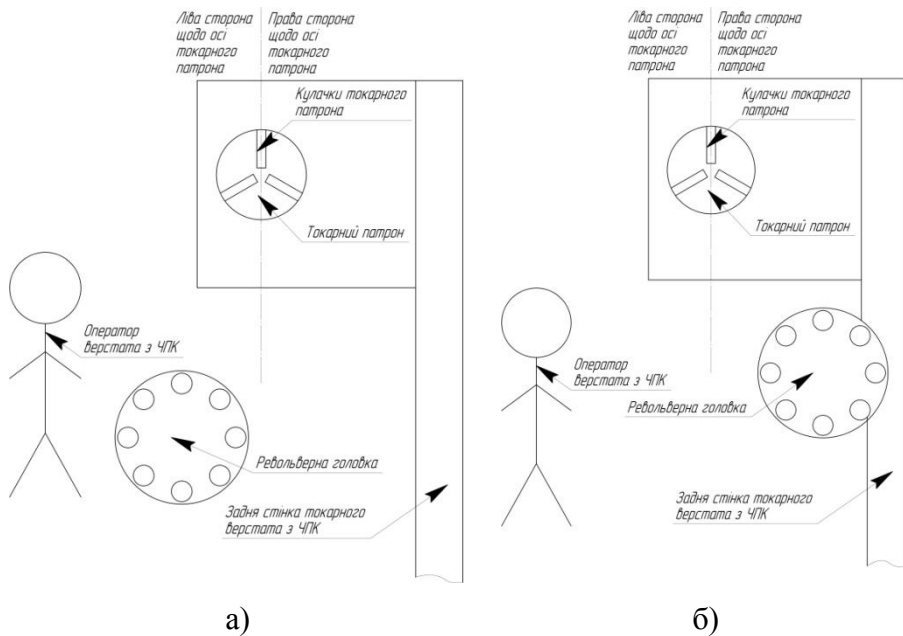 Ліва сторона
щодо осі
токарного
патрона
Права сторона
щодо осі
токарного
патрона
Кулачки токарного
патрона
Токарний патрон
Оператор
верстата з ЧПК
Револьверна головка
Задня стінка токарного
верстата з ЧПК
а)
Ліва сторона
щодо осі
токарного
патрона
Права сторона
щодо осі
токарного
патрона
Кулачки токарного
патрона
Токарний патрон
Оператор
верстата з ЧПК
Револьверна головка
Задня стінка токарного
верстата з ЧПК
б)